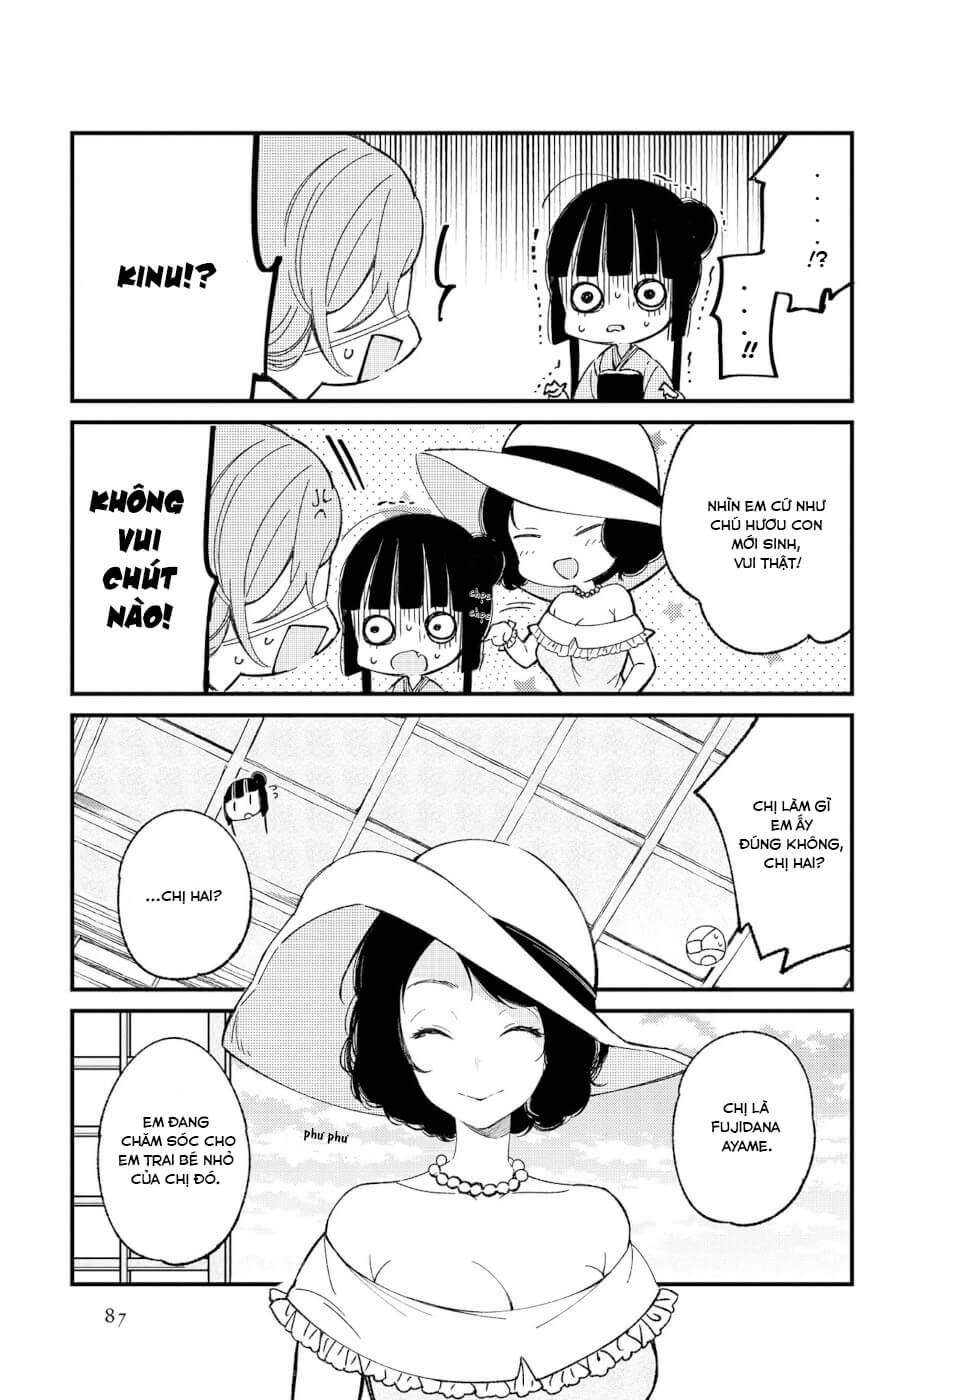 .....!?
.....!!
KINU!?
NHÌN EM CỨ NHƯ
CHÚ HƯƠU CON
MỚI SINH,
VUI THẬT!
chọc
chọc
KHÔNG
VUI
CHÚT
NÀO!
CHỊ LÀM GÌ
EM ẤY
ĐÚNG KHÔNG,
CHỊ HAI?
...CHỊ HAI?
CHỊ LÀ
FUJIDANA
AYAME.
phư phư
EM ĐANG
CHĂM SÓC CHO
EM TRAI BÉ NHỎ
CỦA CHỊ ĐÓ.
87